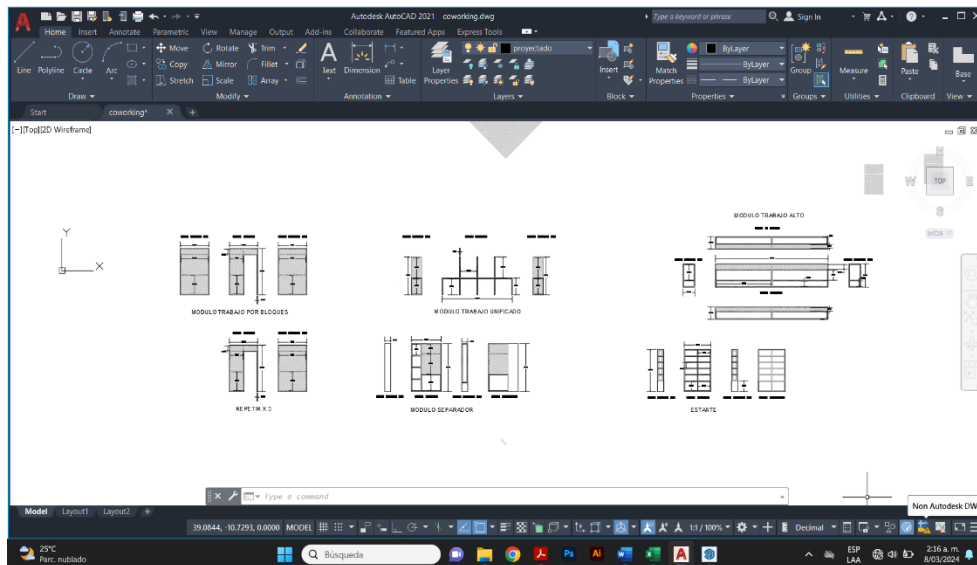 Autodesk AutoCAD 2021 coworking.dwg
Type a keyword or phrase
Sign In
Home Insert Annotate Parametric View Manage Output Add-ins Collaborate Featured Apps Express Tools
Line Polyline Circle Arc
Move Rotate Trim
Copy Mirror Fillet
Stretch Scale Array
Text Dimension
Table
Layer Properties
proyectado
Insert
Match Properties
ByLayer
ByLayer
ByLayer
Group
Measure
Paste
Base
Draw Modify Annotation Layers Block Properties Groups Utilities Clipboard View
Start coworking*
[−][Top][2D Wireframe]
N
W TOP E
S
WCS
Y
X
MODULO TRABAJO ALTO
MODULO TRABAJO POR BLOQUES
MODULO TRABAJO UNIFICADO
REPETIR X 3
MODULO SEPARADOR
ESTANTE
Type a command
Non Autodesk DW
Model Layout1 Layout2
39.0844, -10.7293, 0.0000 MODEL
1:1 / 100%
Decimal
25°C
Parc. nublado
Búsqueda
Ps
Ai
ESP
LAA
2:16 a. m.
8/03/2024